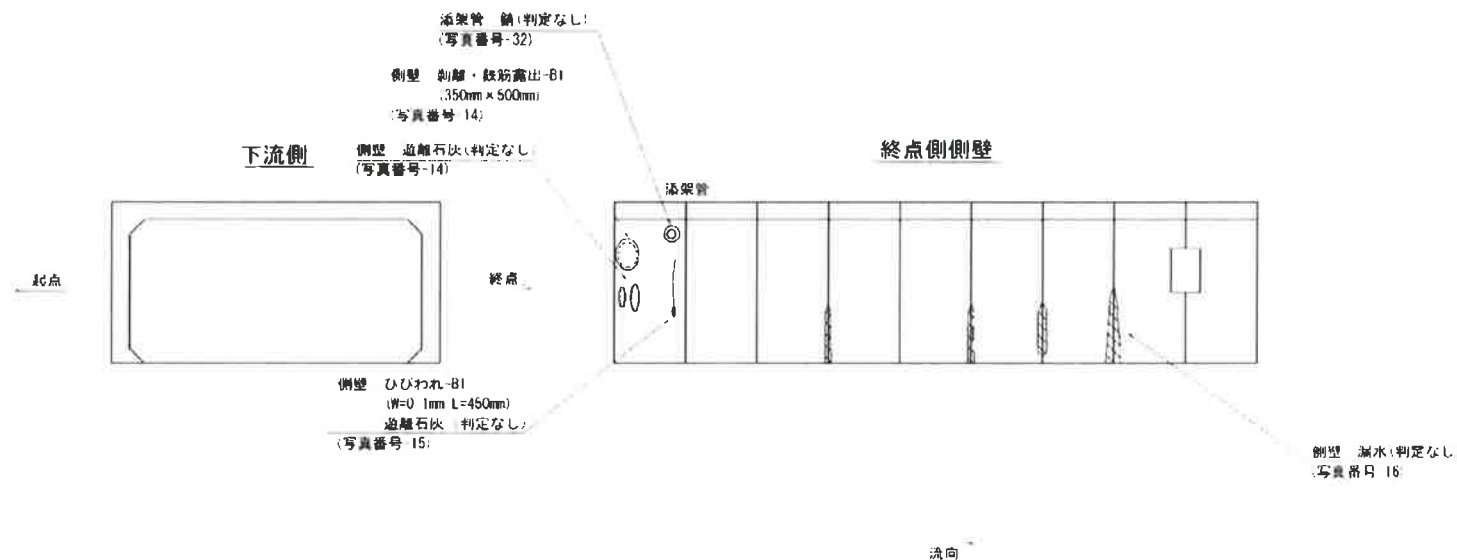 添架管 錆(判定なし)
(写真番号-32)
側壁 剥離・鉄筋露出-B1
(350mm×500mm)
(写真番号-14)
下流側
側壁 遊離石灰(判定なし)
(写真番号-14)
終点側側壁
添架管
起点
終点
側壁 ひびわれ-B1
(W=0.1mm L=450mm)
遊離石灰 判定なし)
(写真番号-15)
側壁 漏水(判定なし
(写真番号-16)
流向